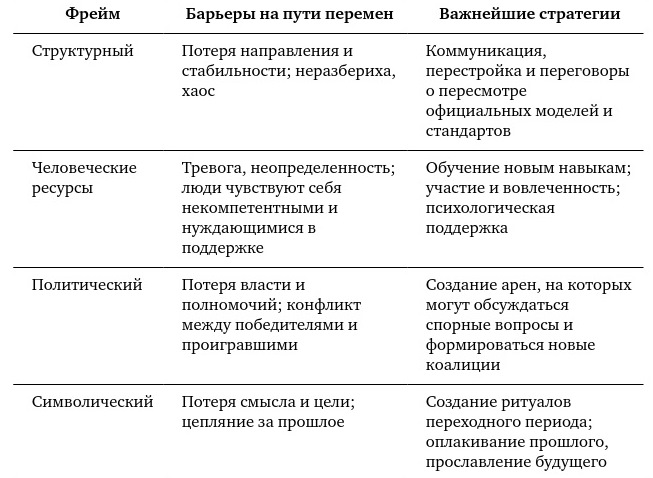 Фрейм Барьеры на пути перемен Важнейшие стратегии
Структурный Потеря направления и Коммуникация,
стабильности; неразбериха, перестройка и переговоры
хаос о пересмотре
официальных моделей и
стандартов
Человеческие Тревога, неопределенность; Обучение новым навыкам;
ресурсы люди чувствуют себя участие и вовлеченность;
некомпетентными и психологическая
нуждающимися в поддержка
поддержке
Политический Потеря власти и Создание арен, на которых
полномочий; конфликт могут обсуждаться
между победителями и спорные вопросы и
проигравшими формироваться новые
коалиции
Символический Потеря смысла и цели; Создание ритуалов
цепляние за прошлое переходного периода;
оплакивание прошлого,
прославление будущего